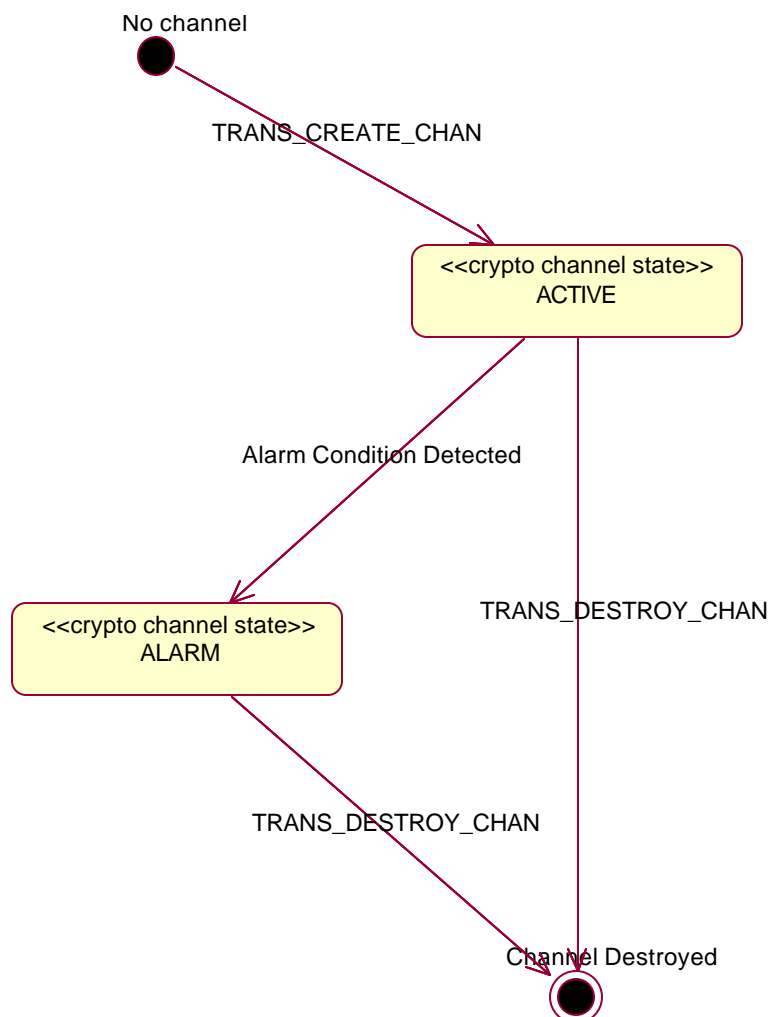 No channel
TRANS_CREATE_CHAN
<<crypto channel state>>
ACTIVE
Alarm Condition Detected
<<crypto channel state>>
ALARM
TRANS_DESTROY_CHAN
TRANS_DESTROY_CHAN
Channel Destroyed